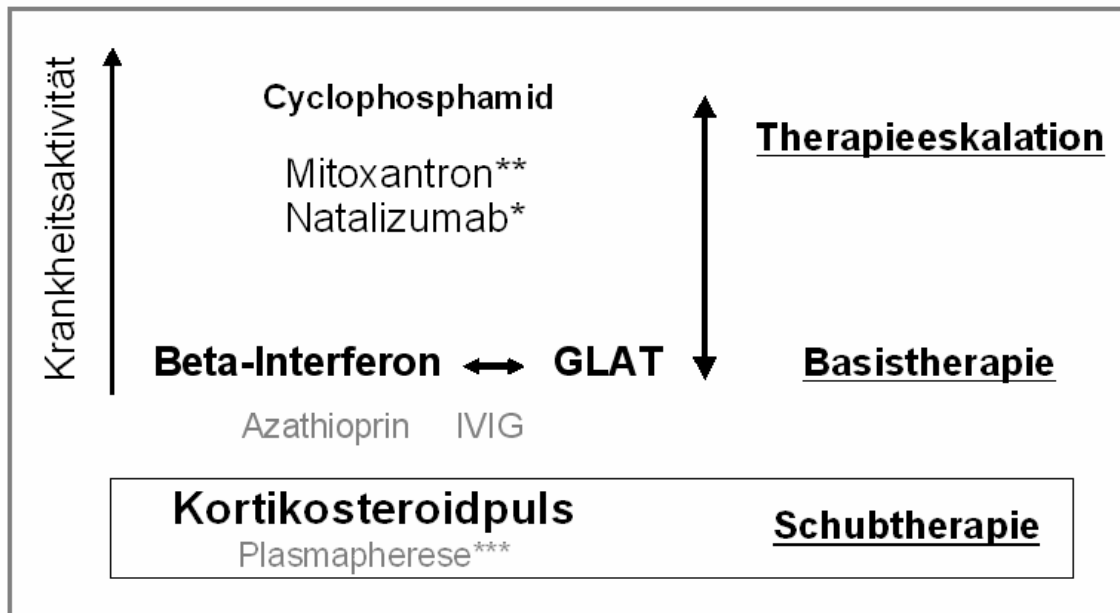 Krankheitsaktivität
Cyclophosphamid
Therapieeskalation
Mitoxantron**
Natalizumab*
Beta-Interferon GLAT Basistherapie
Azathioprin IVIG
Kortikosteroidpuls
Schubtherapie
Plasmapherese***